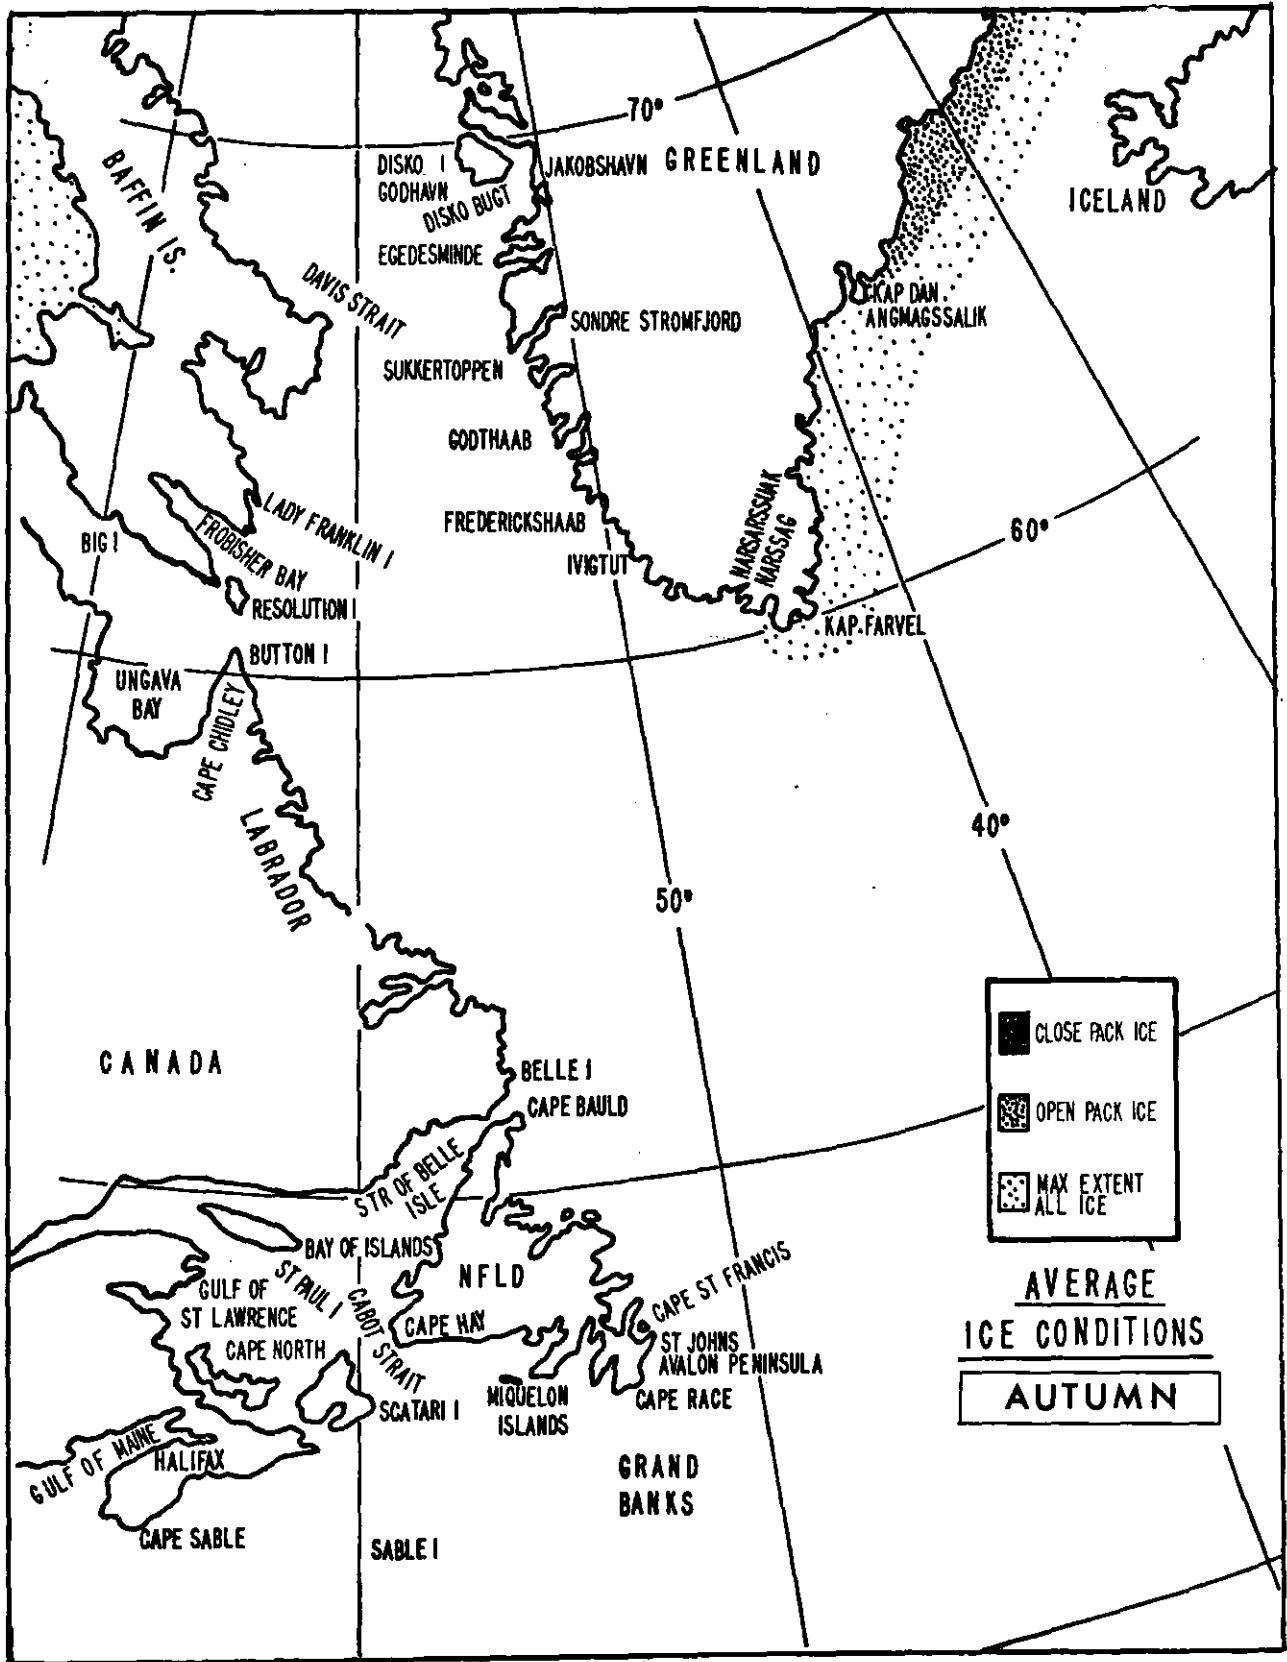 70°
BAFFIN IS.
DISKO I
GODHAVN
DISKO BUGT
JAKOBSHAVN
GREENLAND
ICELAND
EGEDESMINDE
DAVIS STRAIT
KAP DAN
ANGMAGSSALIK
SONDRE STROMFJORD
SUKKERTOPPEN
GODTHAAB
LADY FRANKLIN I
FROBISHER BAY
BIG I
FREDERICKSHAAB
IVIGTUT
NARSARSSUAK
NARSSAG
60°
RESOLUTION I
KAP FARVEL
BUTTON I
UNGAVA
BAY
CAPE CHIDLEY
LABRADOR
40°
50°
CANADA
BELLE I
CAPE BAULD
STR OF BELLE
ISLE
BAY OF ISLANDS
NFLD
GULF OF
ST LAWRENCE
ST PAUL I
CABOT STRAIT
CAPE HAY
CAPE ST FRANCIS
ST JOHNS
AVALON PENINSULA
CAPE RACE
CAPE NORTH
SCATARI I
MIQUELON
ISLANDS
GULF OF MAINE
HALIFAX
GRAND
BANKS
CAPE SABLE
SABLE I
CLOSE PACK ICE
OPEN PACK ICE
MAX EXTENT
ALL ICE
AVERAGE
ICE CONDITIONS
AUTUMN